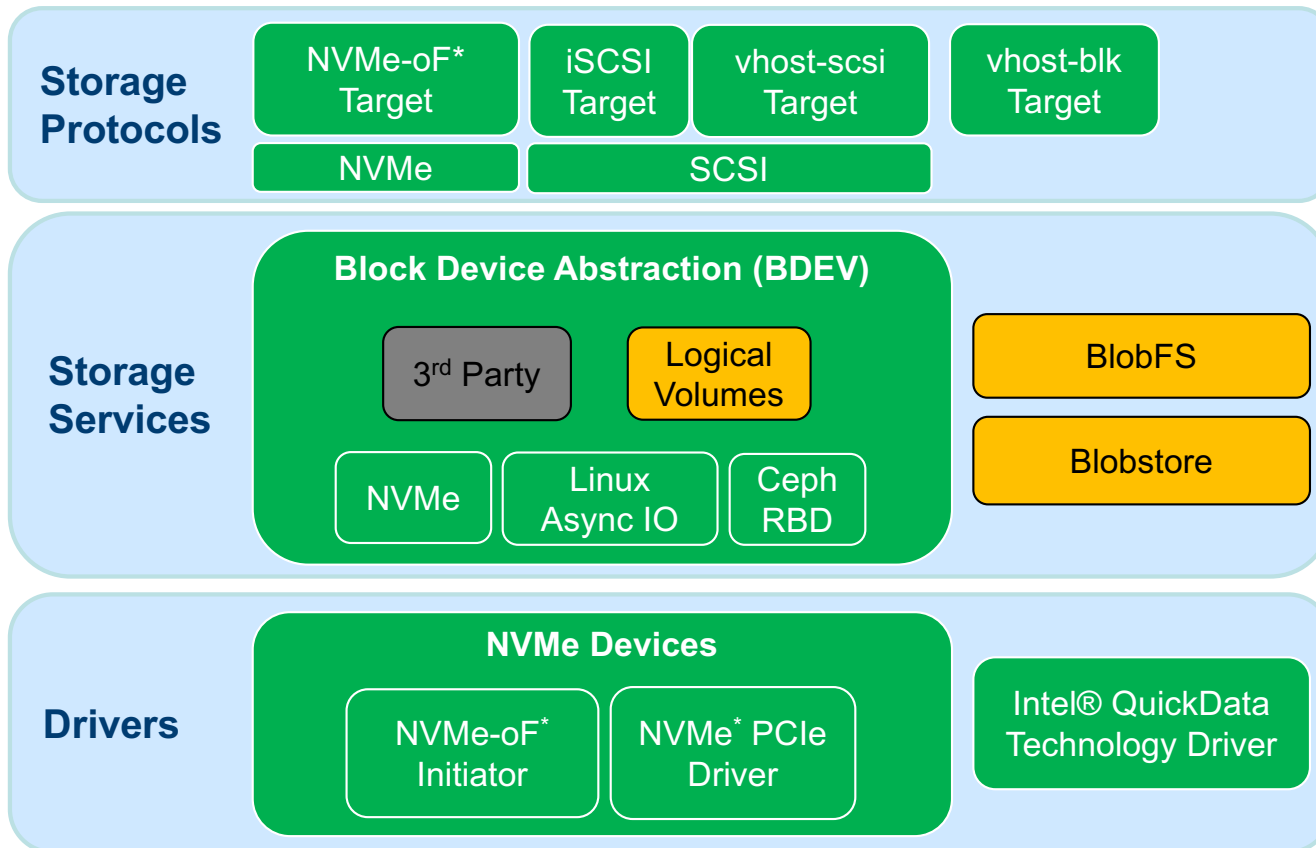 Storage
Protocols
NVMe-oF*
Target
iSCSI
Target
vhost-scsi
Target
vhost-blk
Target
NVMe
SCSI
Storage
Services
Block Device Abstraction (BDEV)
3rd Party
Logical
Volumes
NVMe
Linux
Async IO
Ceph
RBD
BlobFS
Blobstore
Drivers
NVMe Devices
NVMe-oF*
Initiator
NVMe* PCIe
Driver
Intel® QuickData
Technology Driver